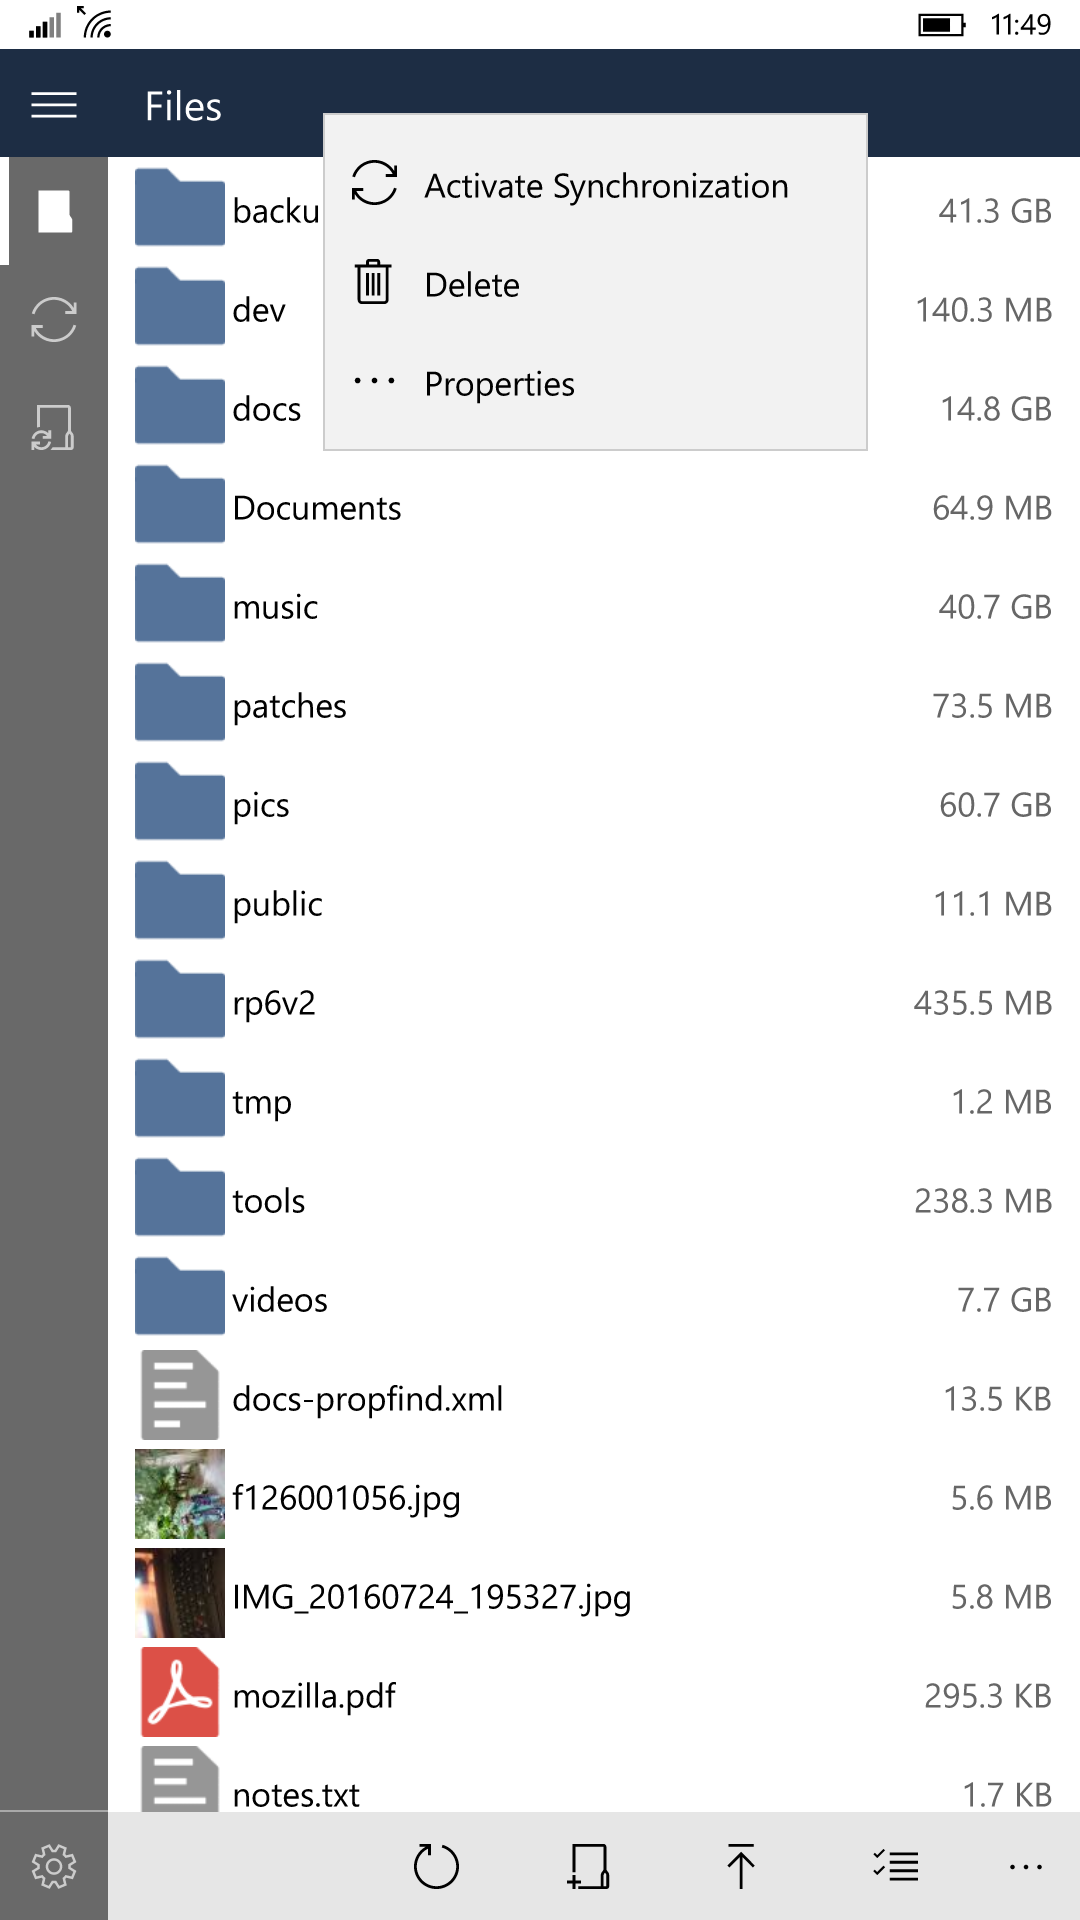 11:49
Files
Activate Synchronization
Delete
Properties
backu 41.3 GB
dev 140.3 MB
docs 14.8 GB
Documents 64.9 MB
music 40.7 GB
patches 73.5 MB
pics 60.7 GB
public 11.1 MB
rp6v2 435.5 MB
tmp 1.2 MB
tools 238.3 MB
videos 7.7 GB
docs-propfind.xml 13.5 KB
f126001056.jpg 5.6 MB
IMG_20160724_195327.jpg 5.8 MB
mozilla.pdf 295.3 KB
notes.txt 1.7 KB